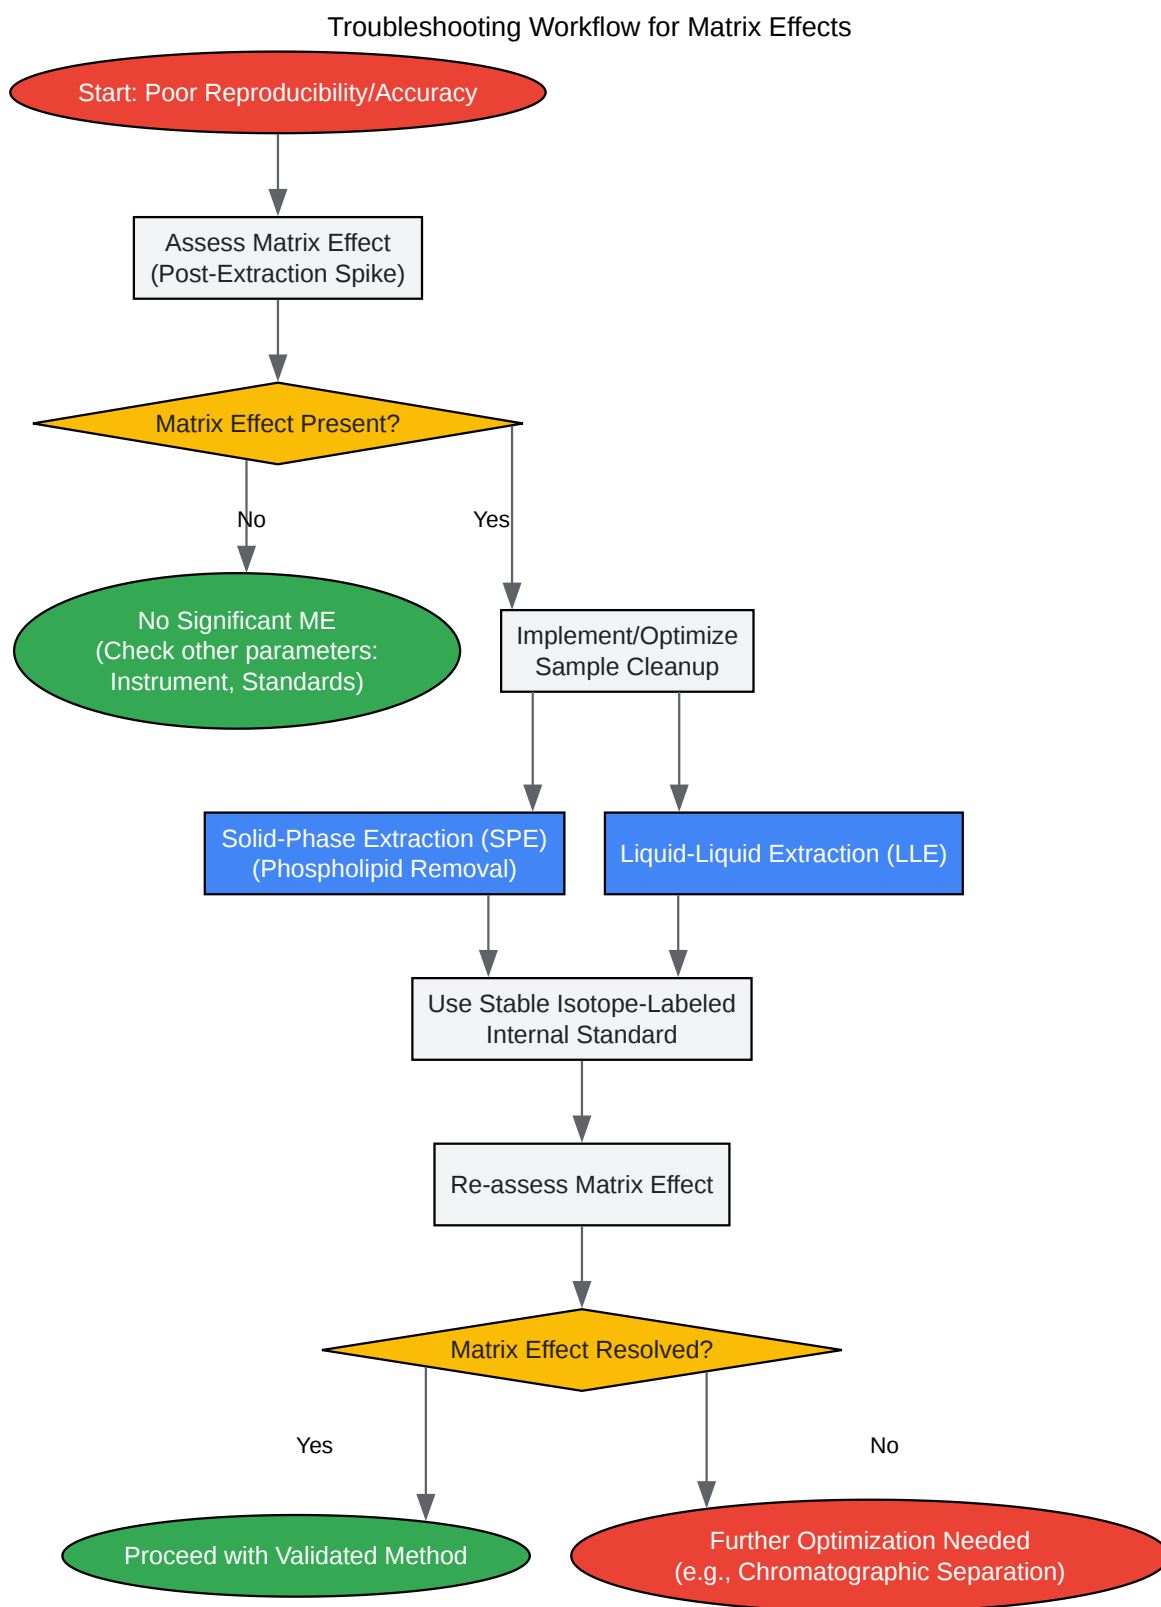 Troubleshooting Workflow for Matrix Effects
Start: Poor Reproducibility/Accuracy
Assess Matrix Effect
(Post-Extraction Spike)
Matrix Effect Present?
No
Yes
No Significant ME
(Check other parameters:
Instrument, Standards)
Implement/Optimize
Sample Cleanup
Solid-Phase Extraction (SPE)
(Phospholipid Removal)
Liquid-Liquid Extraction (LLE)
Use Stable Isotope-Labeled
Internal Standard
Re-assess Matrix Effect
Matrix Effect Resolved?
Yes
No
Proceed with Validated Method
Further Optimization Needed
(e.g., Chromatographic Separation)